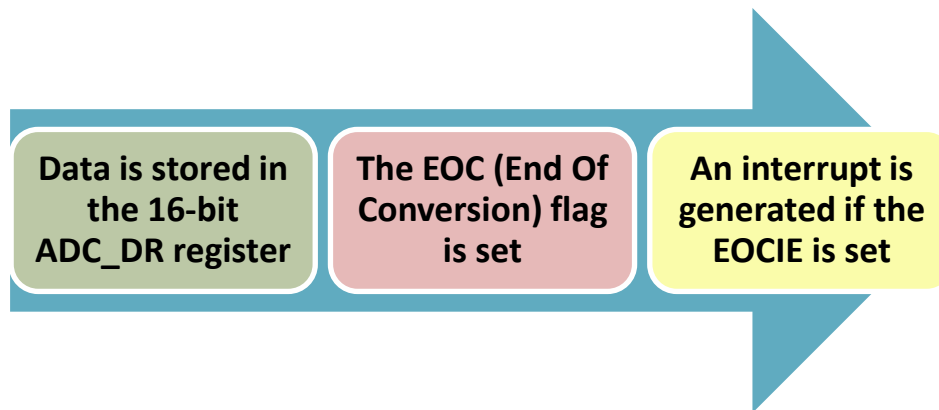 Data is stored in
the 16-bit
ADC_DR register
The EOC (End Of
Conversion) flag
is set
An interrupt is
generated if the
EOCIE is set